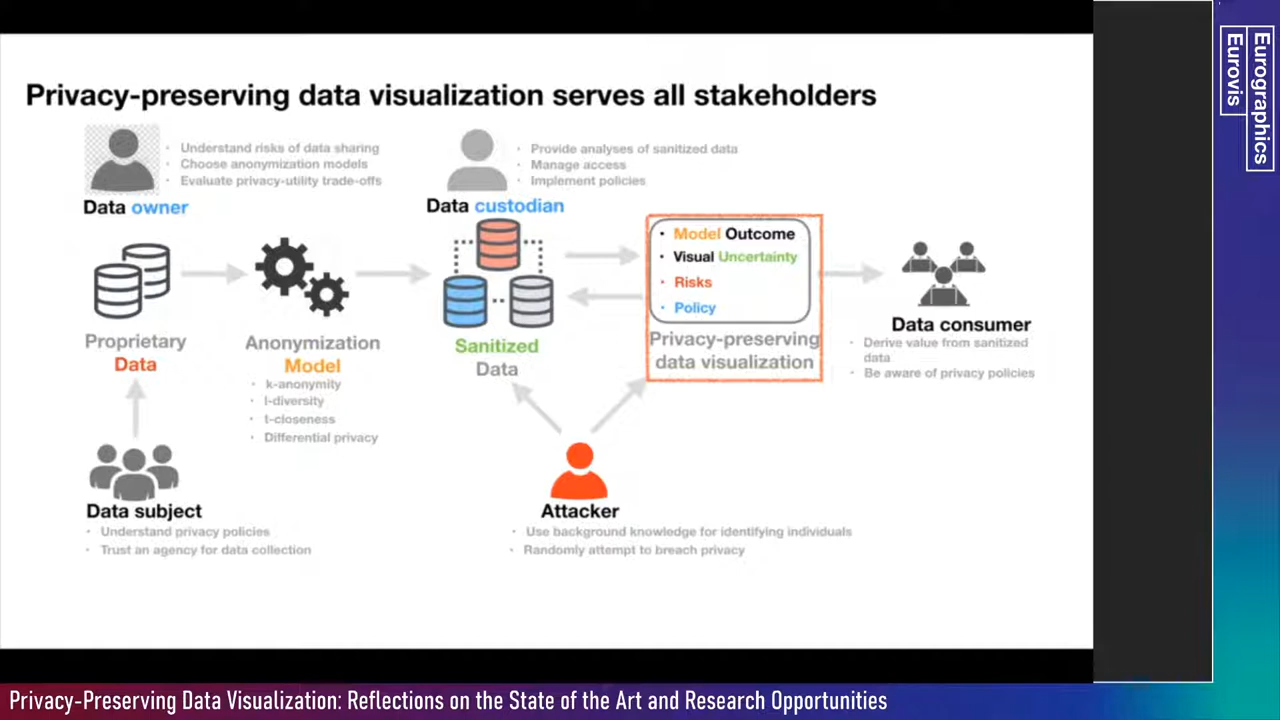 Privacy-preserving data visualization serves all stakeholders
• Understand risks of data sharing
• Choose anonymization models
• Evaluate privacy-utility trade-offs
Data owner
• Provide analyses of sanitized data
• Manage access
• Implement policies
Data custodian
Proprietary
Data
Anonymization
Model
• k-anonymity
• l-diversity
• t-closeness
• Differential privacy
Sanitized
Data
• Model Outcome
• Visual Uncertainty
• Risks
• Policy
Privacy-preserving
data visualization
Data consumer
• Derive value from sanitized
data
• Be aware of privacy policies
Data subject
• Understand privacy policies
• Trust an agency for data collection
Attacker
• Use background knowledge for identifying individuals
• Randomly attempt to breach privacy
Eurographics
Eurovis
Privacy-Preserving Data Visualization: Reflections on the State of the Art and Research Opportunities